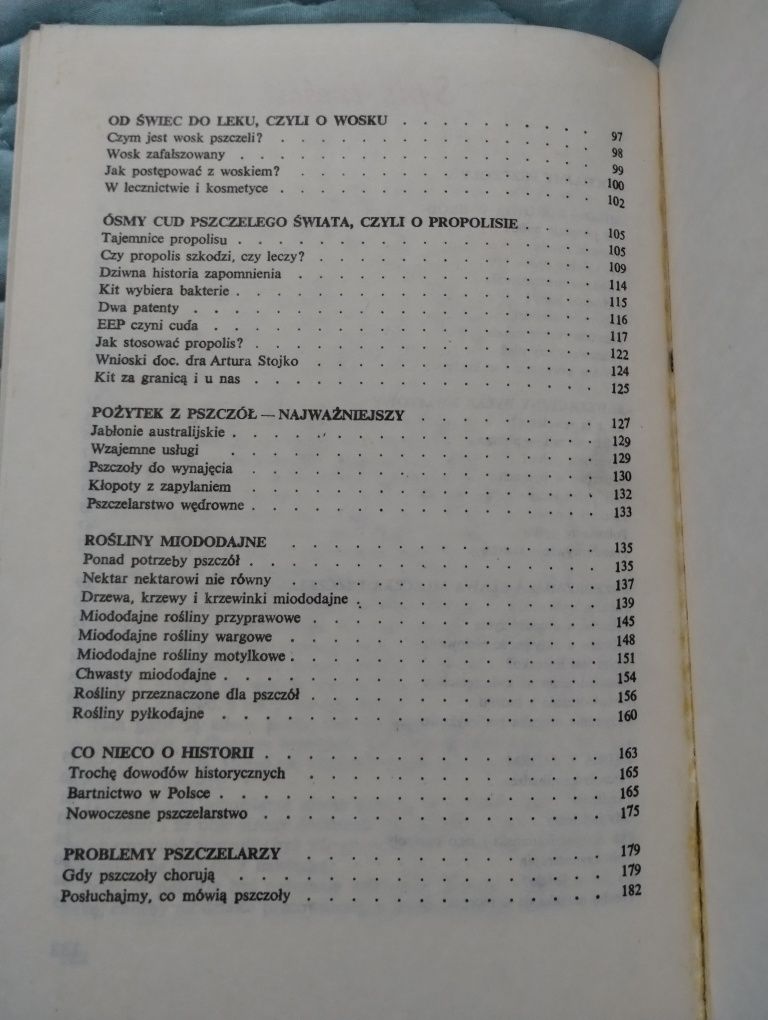 OD ŚWIEC DO LEKU, CZYLI O WOSKU . . . . . . . . . 97
Czym jest wosk pszczeli? . . . . . . . . . . . . . . . 98
Wosk zafałszowany . . . . . . . . . . . . . . . . . 99
Jak postępować z woskiem? . . . . . . . . . . . . . . 100
W lecznictwie i kosmetyce . . . . . . . . . . . . . . . 102
ÓSMY CUD PSZCZELEGO ŚWIATA, CZYLI O PROPOLISIE . . . . 105
Tajemnice propolisu . . . . . . . . . . . . . . . . . 105
Czy propolis szkodzi, czy leczy? . . . . . . . . . . . . . 109
Dziwna historia zapomnienia . . . . . . . . . . . . . . 114
Kit wybiera bakterie . . . . . . . . . . . . . . . . . 115
Dwa patenty . . . . . . . . . . . . . . . . . . . 116
EEP czyni cuda . . . . . . . . . . . . . . . . . . 117
Jak stosować propolis? . . . . . . . . . . . . . . . . 122
Wnioski doc. dra Artura Stojko . . . . . . . . . . . . . 124
Kit za granicą i u nas . . . . . . . . . . . . . . . . 125
POŻYTEK Z PSZCZÓŁ — NAJWAŻNIEJSZY . . . . . . . . . 127
Jabłonie australijskie . . . . . . . . . . . . . . . . . 129
Wzajemne usługi . . . . . . . . . . . . . . . . . 129
Pszczoły do wynajęcia . . . . . . . . . . . . . . . . 130
Kłopoty z zapylaniem . . . . . . . . . . . . . . . . 132
Pszczelarstwo wędrowne . . . . . . . . . . . . . . . . 133
ROŚLINY MIODODAJNE . . . . . . . . . . . . . . 135
Ponad potrzeby pszczół . . . . . . . . . . . . . . . . 135
Nektar nektarowi nie równy . . . . . . . . . . . . . . 137
Drzewa, krzewy i krzewinki miododajne . . . . . . . . . . . 139
Miododajne rośliny przyprawowe . . . . . . . . . . . . . 145
Miododajne rośliny wargowe . . . . . . . . . . . . . . 148
Miododajne rośliny motylkowe . . . . . . . . . . . . . . 151
Chwasty miododajne . . . . . . . . . . . . . . . . . 154
Rośliny przeznaczone dla pszczół . . . . . . . . . . . . . 156
Rośliny pyłkodajne . . . . . . . . . . . . . . . . . 160
CO NIECO O HISTORII . . . . . . . . . . . . . . . 163
Trochę dowodów historycznych . . . . . . . . . . . . . 165
Bartnictwo w Polsce . . . . . . . . . . . . . . . . . 165
Nowoczesne pszczelarstwo . . . . . . . . . . . . . . . 175
PROBLEMY PSZCZELARZY . . . . . . . . . . . . . 179
Gdy pszczoły chorują . . . . . . . . . . . . . . . . 179
Posłuchajmy, co mówią pszczoły . . . . . . . . . . . . . 182